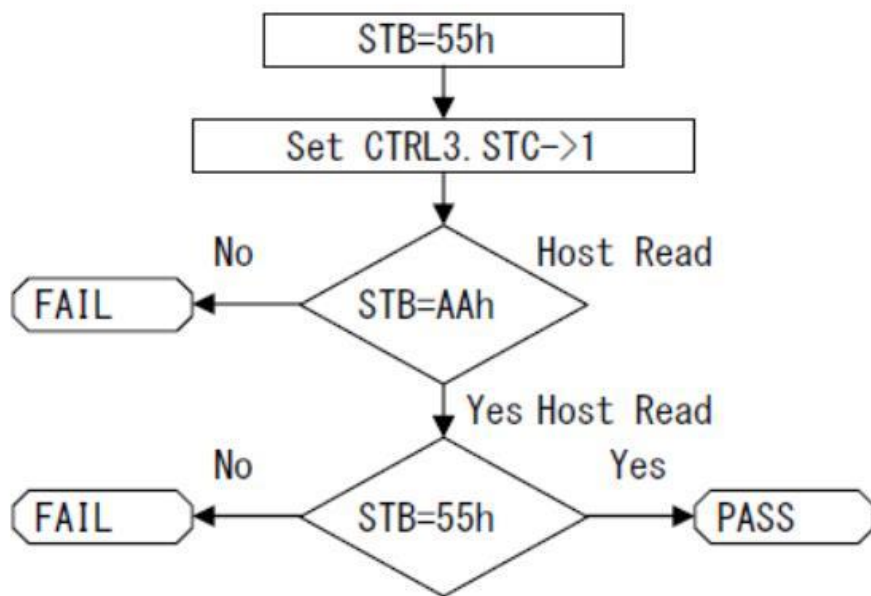 STB=55h
Set CTRL3.STC->1
No
Host Read
FAIL
STB=AAh
Yes Host Read
No
Yes
FAIL
STB=55h
PASS